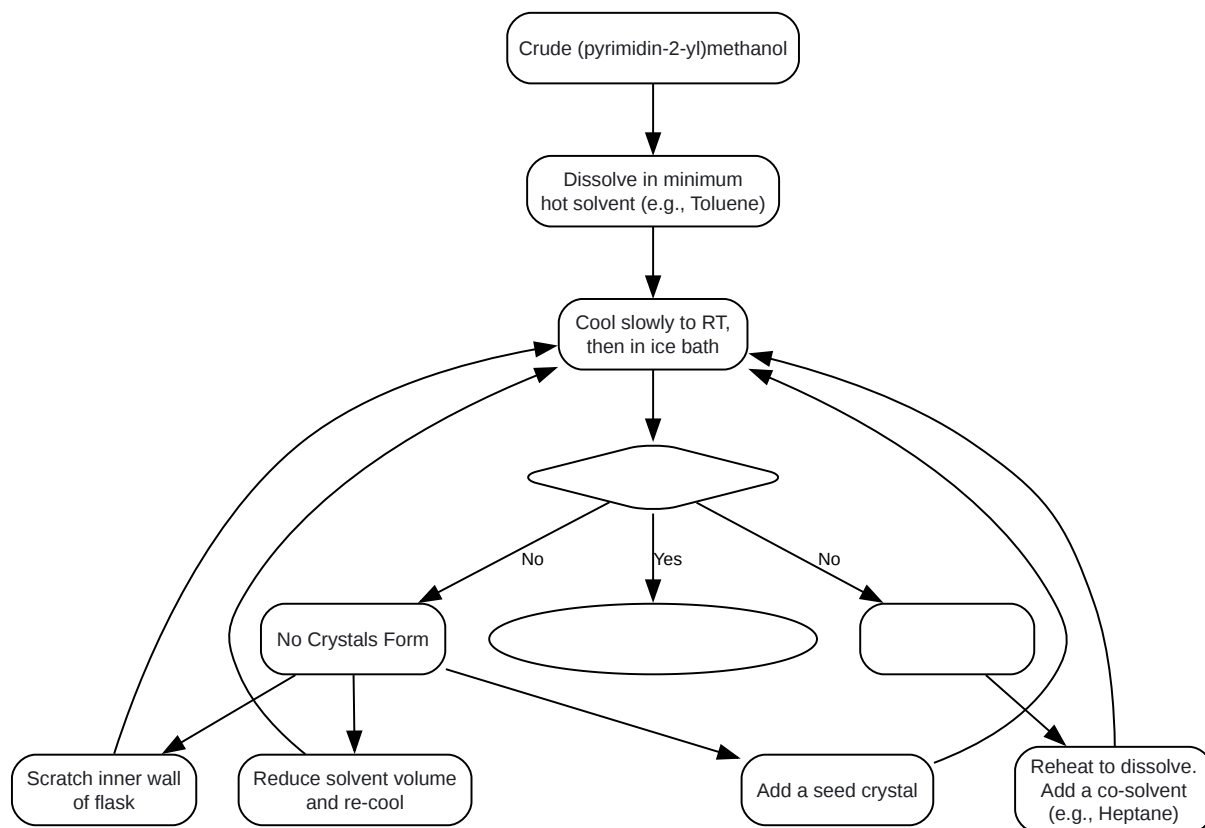 Crude (pyrimidin-2-yl)methanol
Dissolve in minimum
hot solvent (e.g., Toluene)
Cool slowly to RT,
then in ice bath
No
Yes
No
No Crystals Form
Scratch inner wall
of flask
Reduce solvent volume
and re-cool
Add a seed crystal
Reheat to dissolve.
Add a co-solvent
(e.g., Heptane)